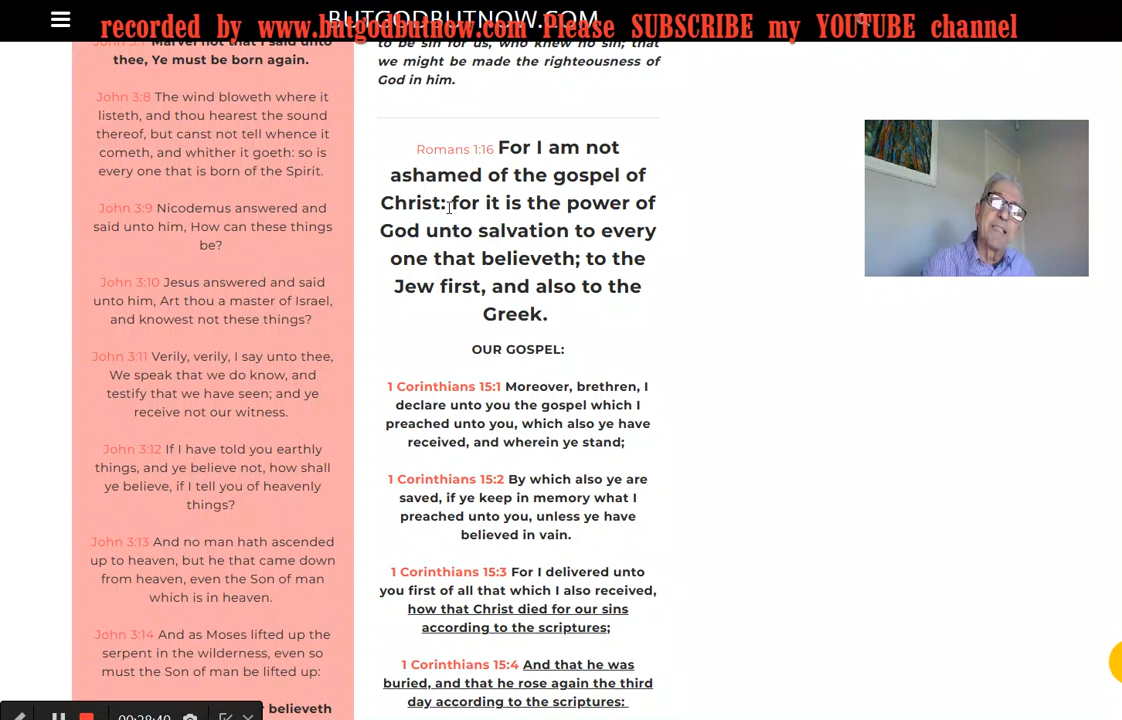 BUTGODBUTNOW.COM
recorded by www.butgodbutnow.com Please SUBSCRIBE my YOUTUBE channel
John 3:7 Marvel not that I said unto
thee, Ye must be born again.
John 3:8 The wind bloweth where it
listeth, and thou hearest the sound
thereof, but canst not tell whence it
cometh, and whither it goeth: so is
every one that is born of the Spirit.
John 3:9 Nicodemus answered and
said unto him, How can these things
be?
John 3:10 Jesus answered and said
unto him, Art thou a master of Israel,
and knowest not these things?
John 3:11 Verily, verily, I say unto thee,
We speak that we do know, and
testify that we have seen; and ye
receive not our witness.
John 3:12 If I have told you earthly
things, and ye believe not, how shall
ye believe, if I tell you of heavenly
things?
John 3:13 And no man hath ascended
up to heaven, but he that came down
from heaven, even the Son of man
which is in heaven.
John 3:14 And as Moses lifted up the
serpent in the wilderness, even so
must the Son of man be lifted up:
believeth
00:28:40
to be sin for us, who knew no sin; that
we might be made the righteousness of
God in him.
Romans 1:16 For I am not
ashamed of the gospel of
Christ: for it is the power of
God unto salvation to every
one that believeth; to the
Jew first, and also to the
Greek.
OUR GOSPEL:
1 Corinthians 15:1 Moreover, brethren, I
declare unto you the gospel which I
preached unto you, which also ye have
received, and wherein ye stand;
1 Corinthians 15:2 By which also ye are
saved, if ye keep in memory what I
preached unto you, unless ye have
believed in vain.
1 Corinthians 15:3 For I delivered unto
you first of all that which I also received,
how that Christ died for our sins
according to the scriptures;
1 Corinthians 15:4 And that he was
buried, and that he rose again the third
day according to the scriptures: